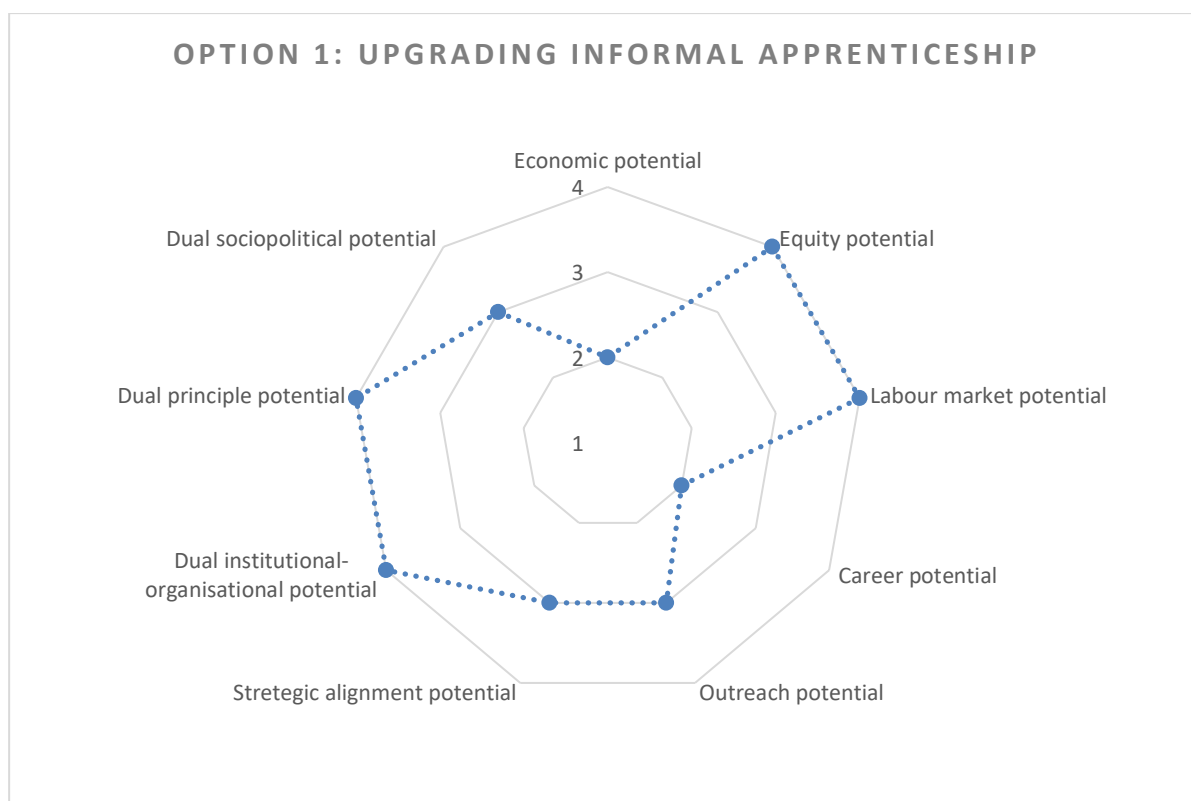 OPTION 1: UPGRADING INFORMAL APPRENTICESHIP
Economic potential
4
Dual sociopolitical potential
Equity potential
3
2
Dual principle potential
Labour market potential
1
Dual institutional-
organisational potential
Career potential
Stretegic alignment potential
Outreach potential